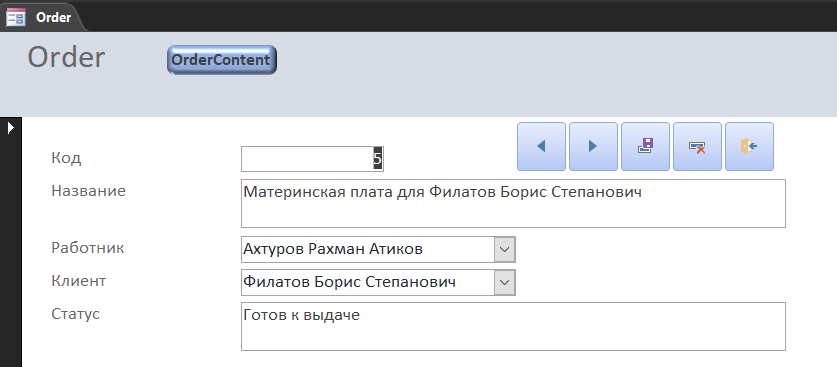 Order
Order
OrderContent
Код
5
Название
Материнская плата для Филатов Борис Степанович
Работник
Ахтуров Рахман Атиков
Клиент
Филатов Борис Степанович
Статус
Готов к выдаче